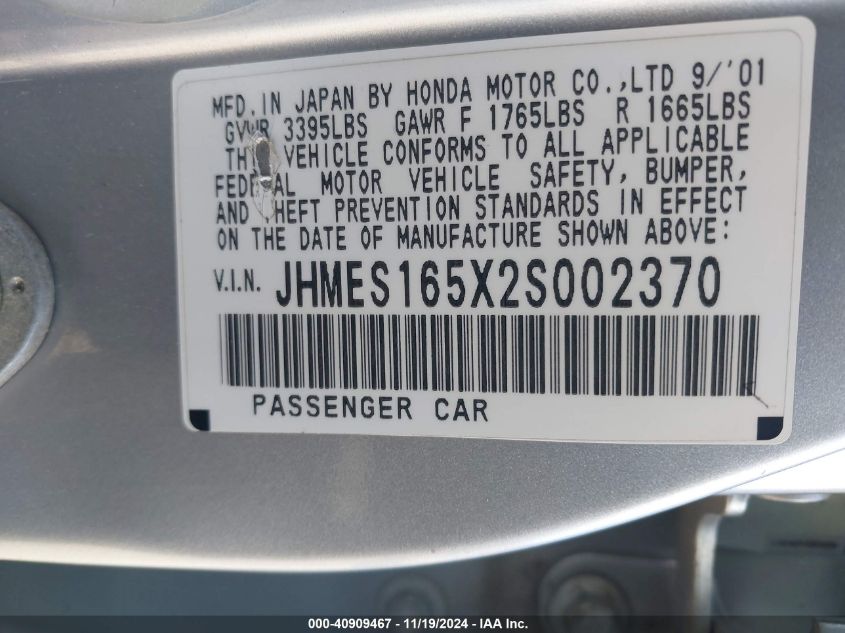 MFD. IN JAPAN BY HONDA MOTOR CO.,LTD 9/'01
GVWR 3395LBS GAWR F 1765LBS R 1665LBS
VEHICLE CONFORMS TO ALL APPLICABLE
FEDERAL MOTOR VEHICLE SAFETY, BUMPER,
AND THEFT PREVENTION STANDARDS IN EFFECT
ON THE DATE OF MANUFACTURE SHOWN ABOVE:
V.I.N. JHMES165X2S002370
PASSENGER CAR
000-40909467 - 11/19/2024 - IAA Inc.